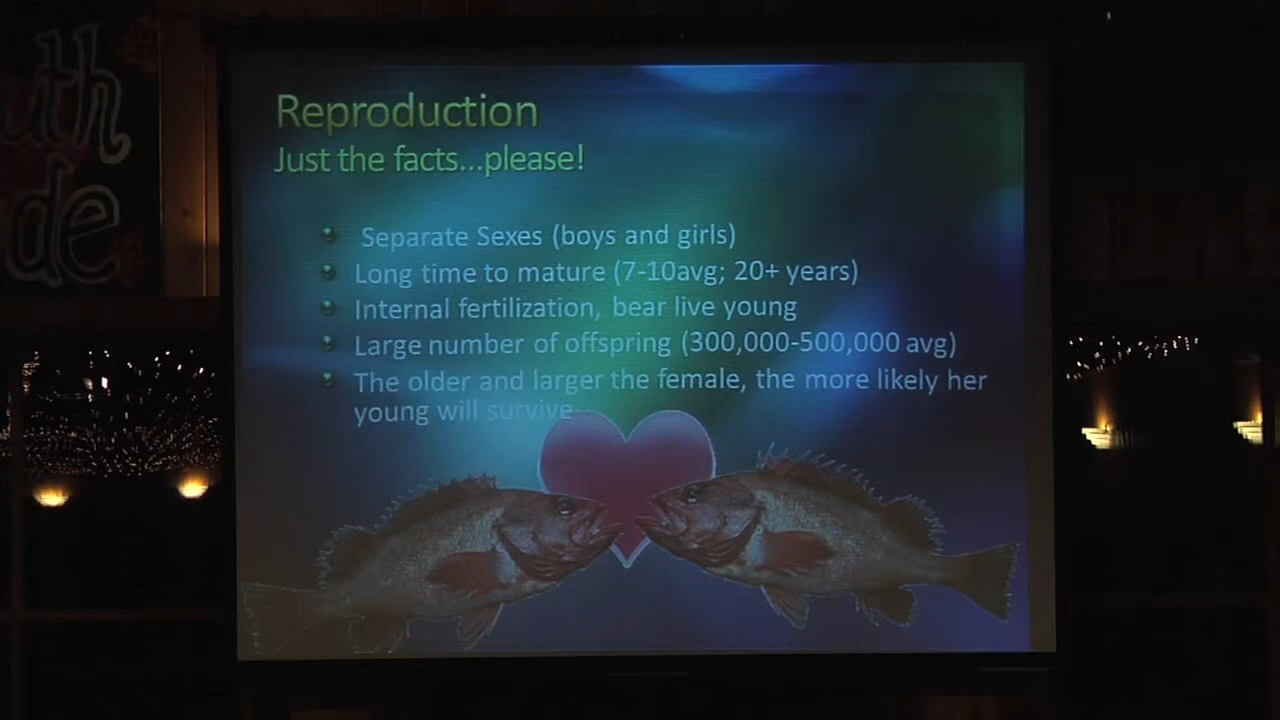 uth
de
Reproduction
Just the facts...please!
Separate Sexes (boys and girls)
Long time to mature (7-10avg; 20+ years)
Internal fertilization, bear live young
Large number of offspring (300,000-500,000 avg)
The older and larger the female, the more likely her
young will survive